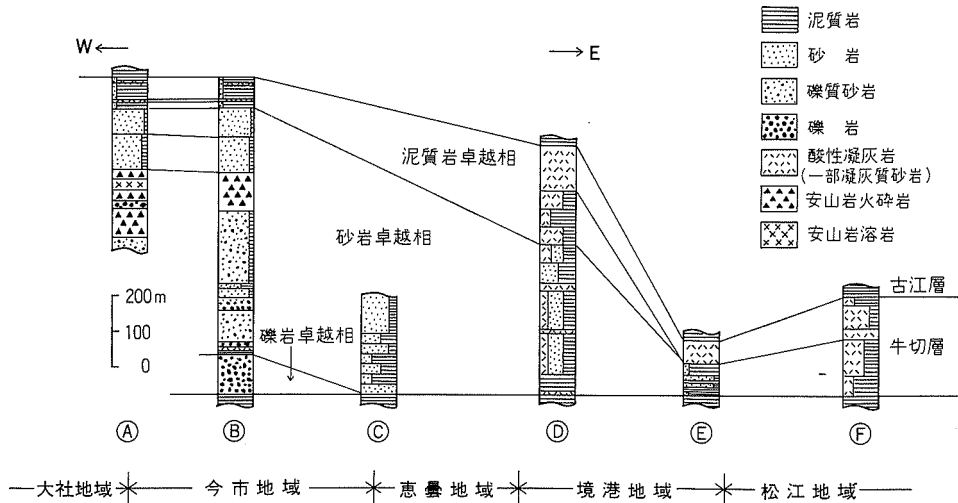 W
E
泥質岩
砂 岩
礫質砂岩
礫 岩
酸性凝灰岩
(一部凝灰質砂岩)
安山岩火砕岩
安山岩溶岩
泥質岩卓越相
砂岩卓越相
礫岩卓越相
200m
100
0
古江層
牛切層
Ⓐ
Ⓑ
Ⓒ
Ⓓ
Ⓔ
Ⓕ
大社地域
今市地域
恵曇地域
境港地域
松江地域